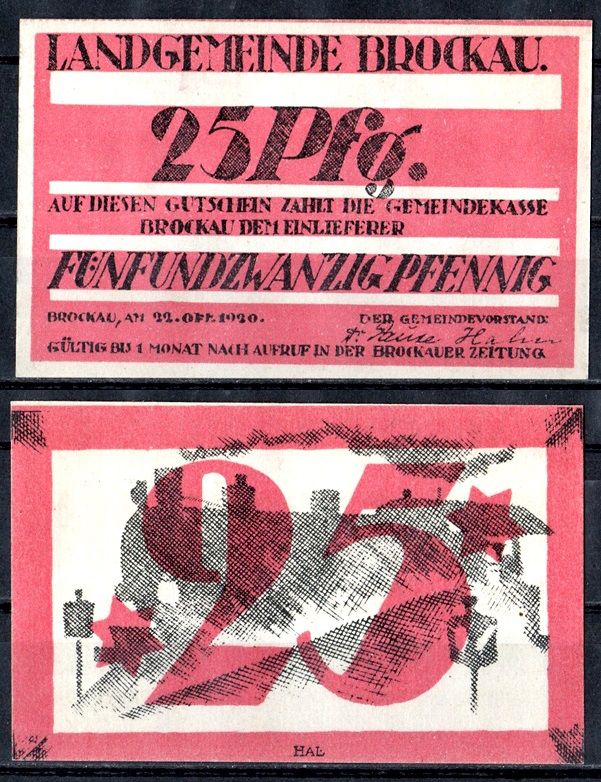 LANDGEMEINDE BROCKAU.
25 Pfg.
AUF DIESEN GUTSCHEIN ZAHLT DIE GEMEINDEKASSE
BROCKAU DEM EINLIEFERER
FÜNFUNDZWANZIG PFENNIG
BROCKAU, AM 22. OKT. 1920. DER GEMEINDEVORSTAND:
GÜLTIG BIS 1 MONAT NACH AUFRUF IN DER BROCKAUER ZEITUNG
25
HAL